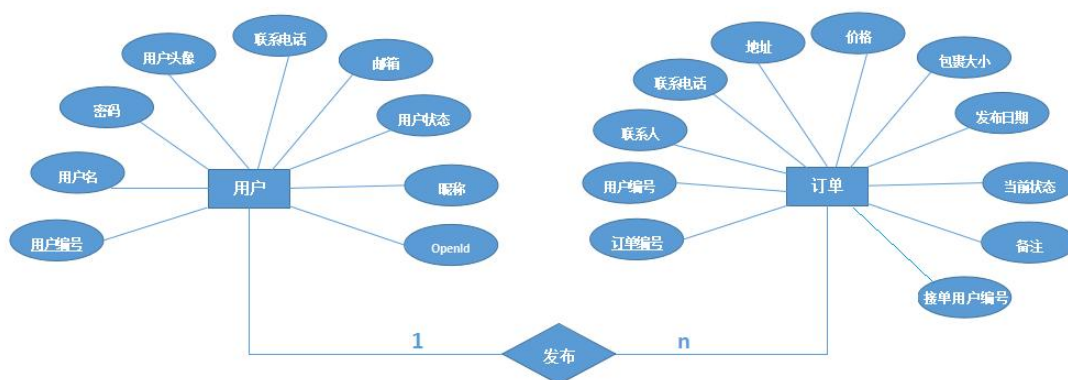 联系电话
用户头像
邮箱
密码
用户状态
用户名
用户
昵称
用户编号
OpenId
地址
价格
联系电话
包裹大小
联系人
发布日期
用户编号
订单
当前状态
订单编号
备注
接单用户编号
1
发布
n